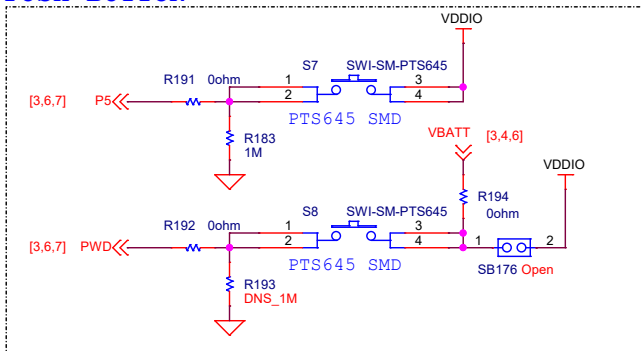 VDDIO
S7 SWI-SM-PTS645
R191 0ohm 1 3
[3,6,7] P5 2 4
PTS645 SMD
R183
1M
VBATT [3,4,6]
VDDIO
R194
0ohm
S8 SWI-SM-PTS645
R192 0ohm 1 3
[3,6,7] PWD 2 4 1 2
PTS645 SMD
SB176 Open
R193
DNS_1M